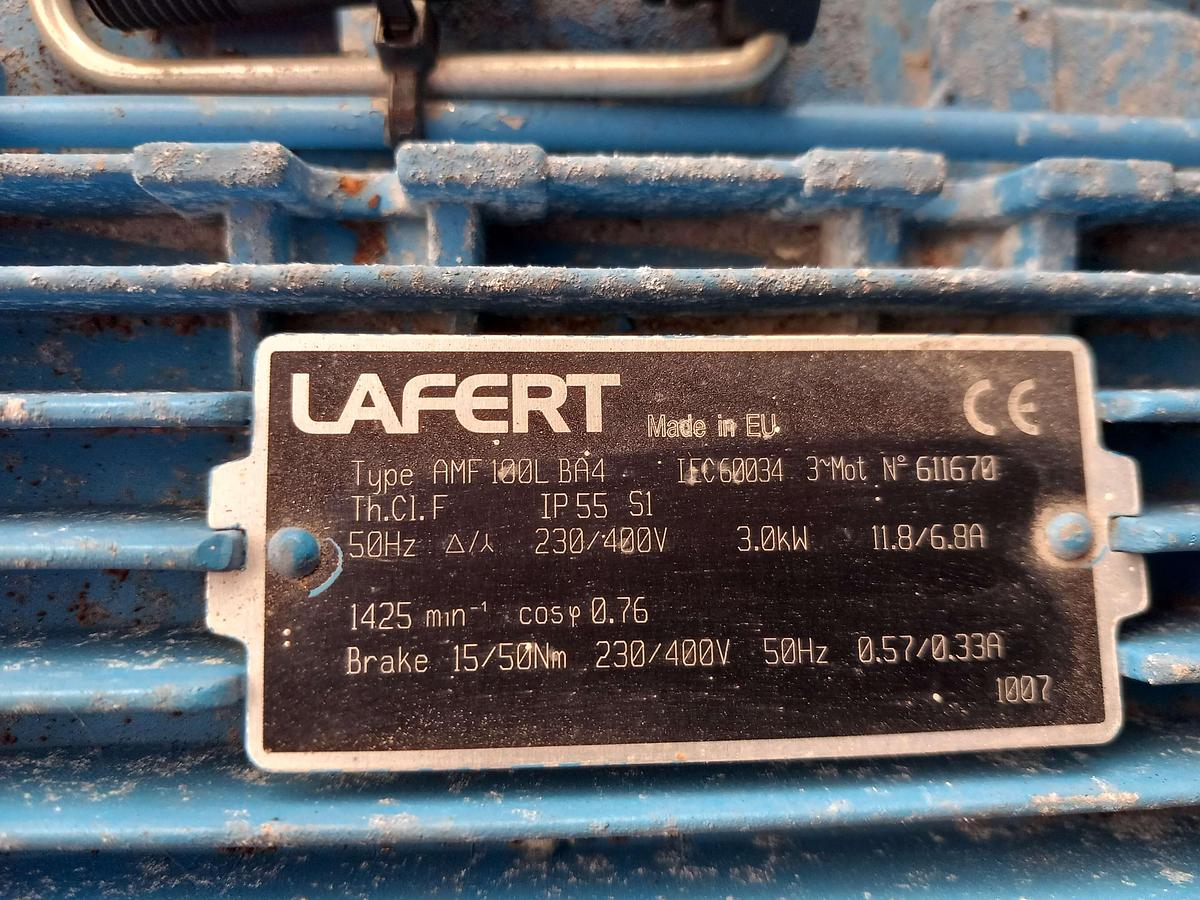 LAFERT Made in EU CE
Type AMF 100L BA4 IEC60034 3~Mot N° 611670
Th.Cl.F IP 55 S1
50Hz Δ/⅄ 230/400V 3.0kW 11.8/6.8A
1425 min⁻¹ cosφ 0.76
Brake 15/50Nm 230/400V 50Hz 0.57/0.33A
1007